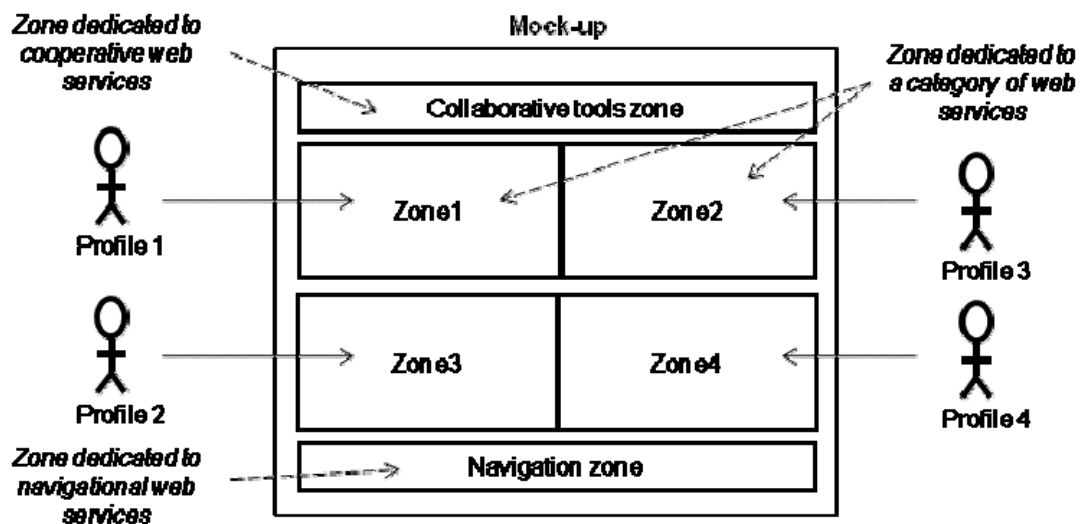 Mock-up
Zone dedicated to
cooperative web
services
Zone dedicated to
a category of web
services
Collaborative tools zone
Profile 1
Zone1
Zone2
Profile 3
Profile 2
Zone3
Zone4
Profile 4
Zone dedicated to
navigational web
services
Navigation zone